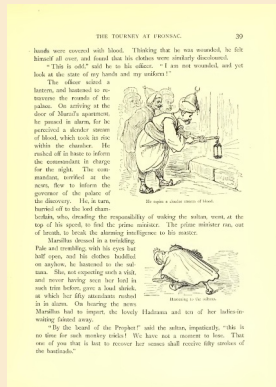 THE TOURNEY AT FRONSAC. 39
hands were covered with blood. Thinking that he was wounded, he felt
himself all over, and found that his clothes were similarly discoloured.
"This is odd," said he to his officer. "I am not wounded, and yet
look at the state of my hands and my uniform!"
The officer seized a
lantern, and hastened to re-
traverse the rounds of the
palace. On arriving at the
door of Murzal's apartment,
he paused in alarm, for he
perceived a slender stream
of blood, which took its rise
within the chamber. He
rushed off in haste to inform
the commandant in charge
for the night. The com-
mandant, terrified at the
news, flew to inform the governor of
the discovery. He, in turn,
hurried off to the lord cham-
He espies a slender stream of blood.
berlain, who, dreading the responsibility of waking the sultan, went, at the
top of his speed, to find the prime minister. The prime minister ran, out
of breath, to break the alarming intelligence to his master.
Marsillus dressed in a twinkling.
Pale and trembling, with his eyes but
half open, and his clothes huddled
on anyhow, he hastened to the sul-
tana. She, not expecting such a visit,
and never having seen her lord in
such trim before, gave a loud shriek,
at which her fifty attendants rushed
in in alarm. On hearing the news
Hastening to the sultana.
Marsillus had to impart, the lovely Hadrama and ten of her ladies-in-
waiting fainted away.
"By the beard of the Prophet!" said the sultan, impatiently, "this is
no time for such monkey tricks! We have not a moment to lose. That
one of you that is last to recover her senses shall receive fifty strokes of
the bastinado."